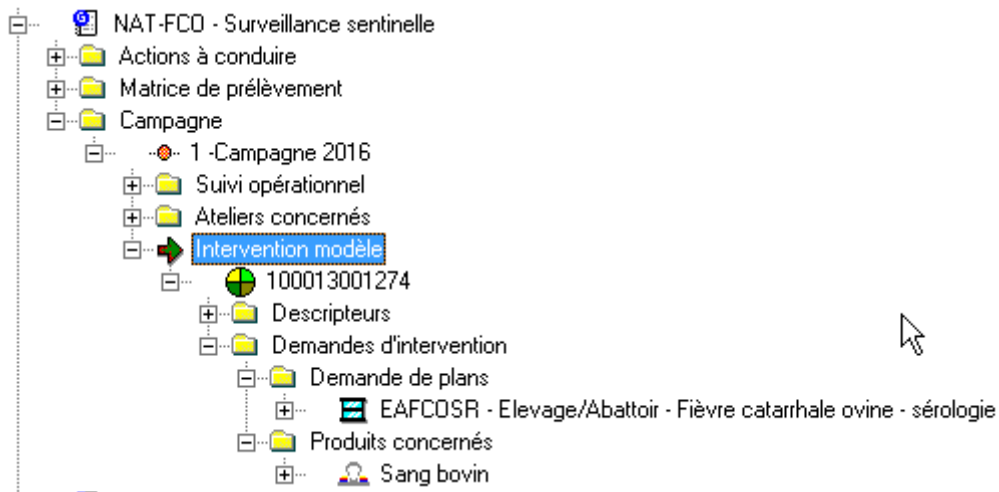 NAT-FCO - Surveillance sentinelle
Actions à conduire
Matrice de prélèvement
Campagne
1 -Campagne 2016
Suivi opérationnel
Ateliers concernés
Intervention modèle
100013001274
Descripteurs
Demandes d'intervention
Demande de plans
EAFCOSR - Elevage/Abattoir - Fièvre catarrhale ovine - sérologie
Produits concernés
Sang bovin